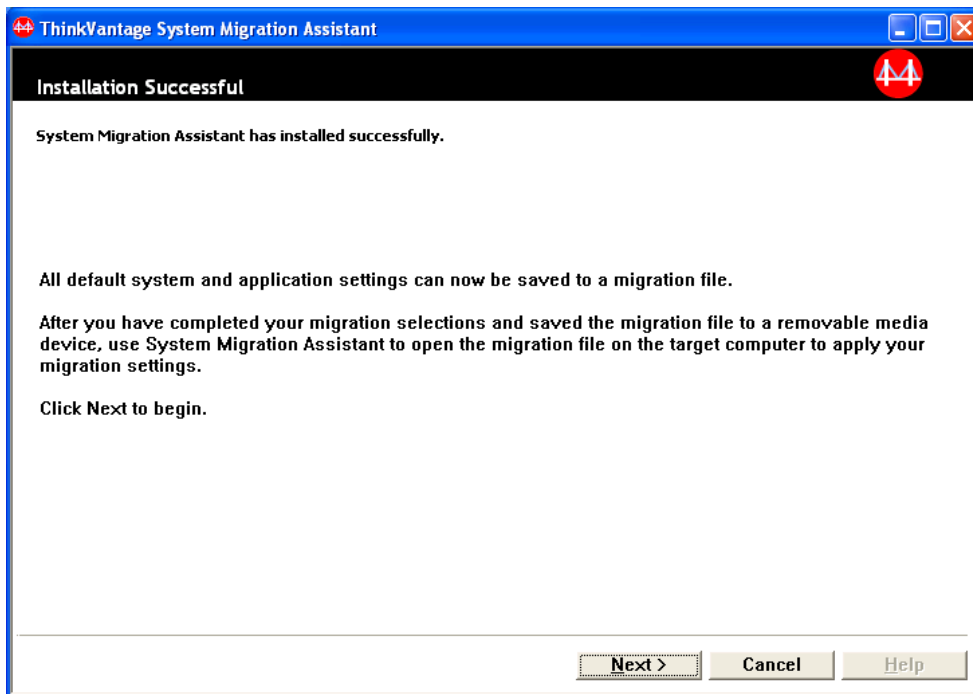 ThinkVantage System Migration Assistant
Installation Successful
System Migration Assistant has installed successfully.
All default system and application settings can now be saved to a migration file.
After you have completed your migration selections and saved the migration file to a removable media
device, use System Migration Assistant to open the migration file on the target computer to apply your
migration settings.
Click Next to begin.
Next >
Cancel
Help